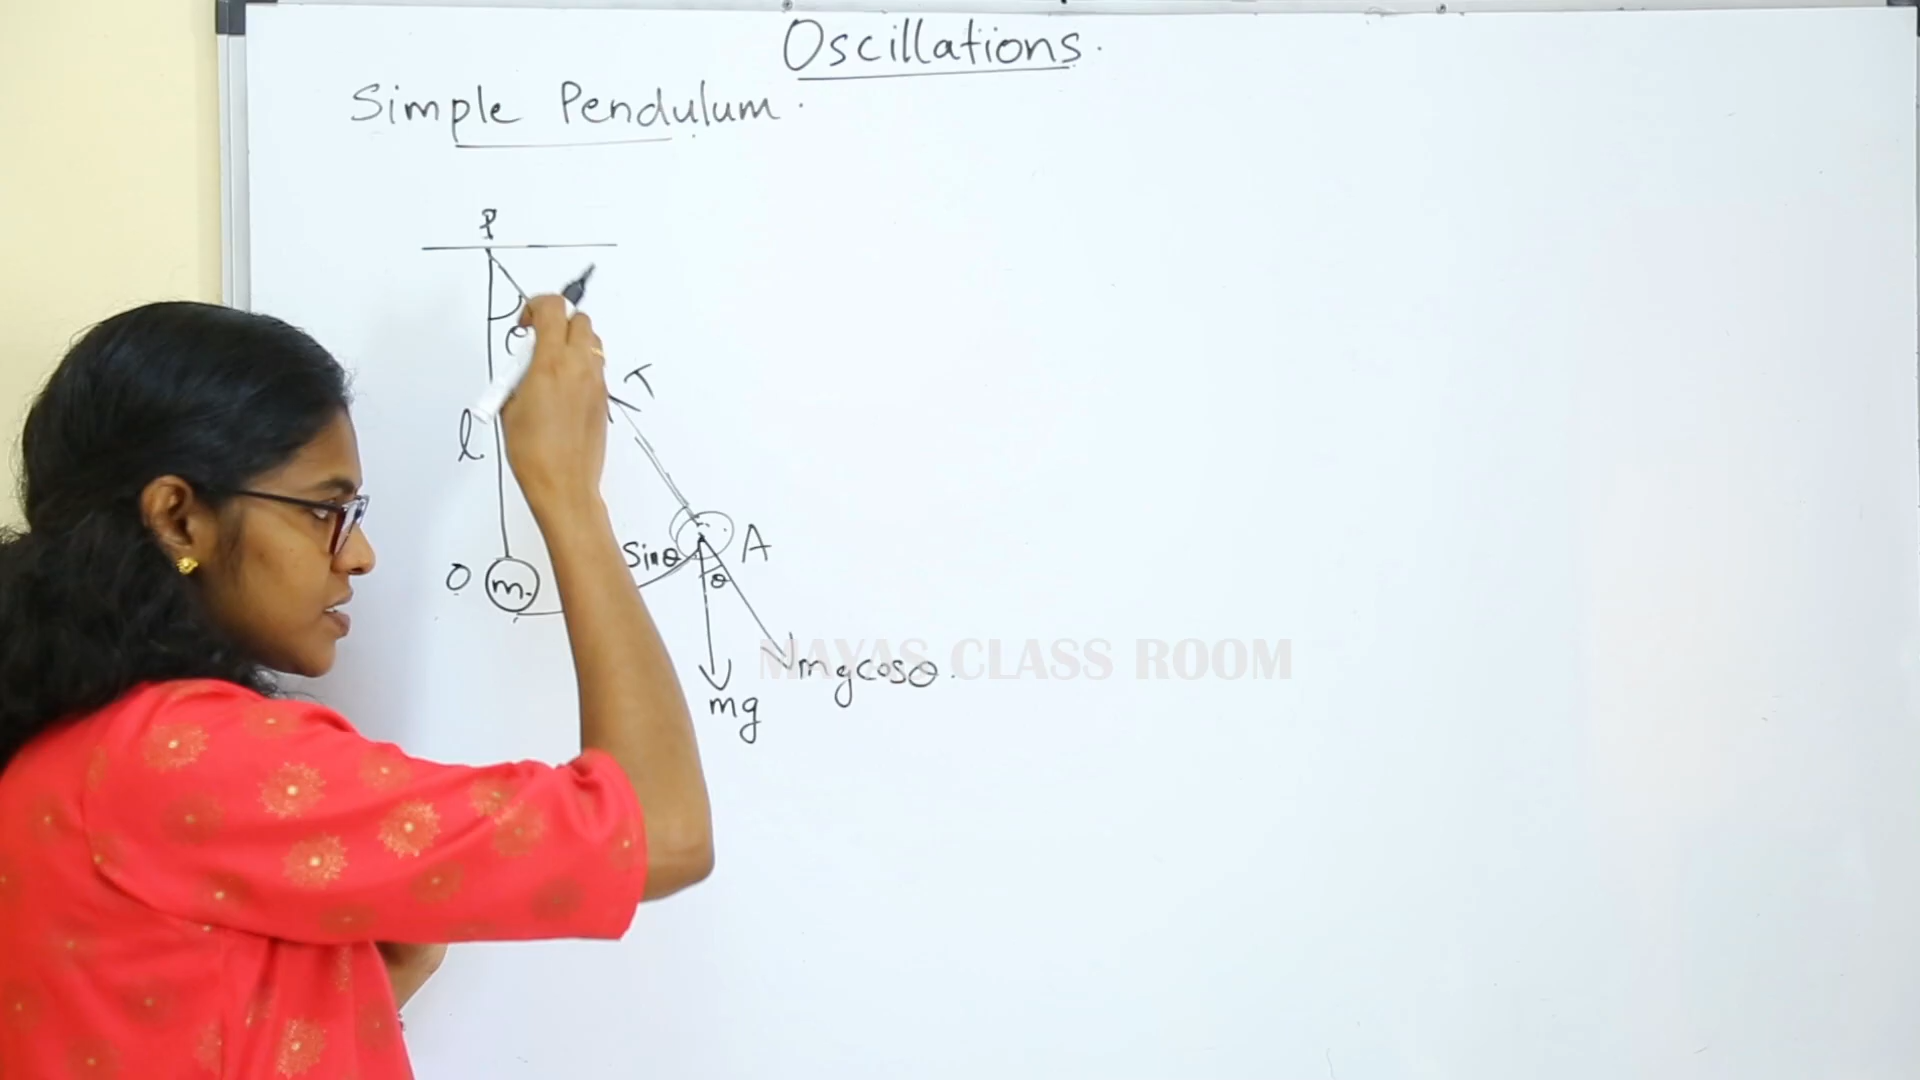 Oscillations.
Simple Pendulum.
P
T
l
Sinθ
A
θ
O
m
MAYAS CLASS ROOM
mgcosθ.
mg